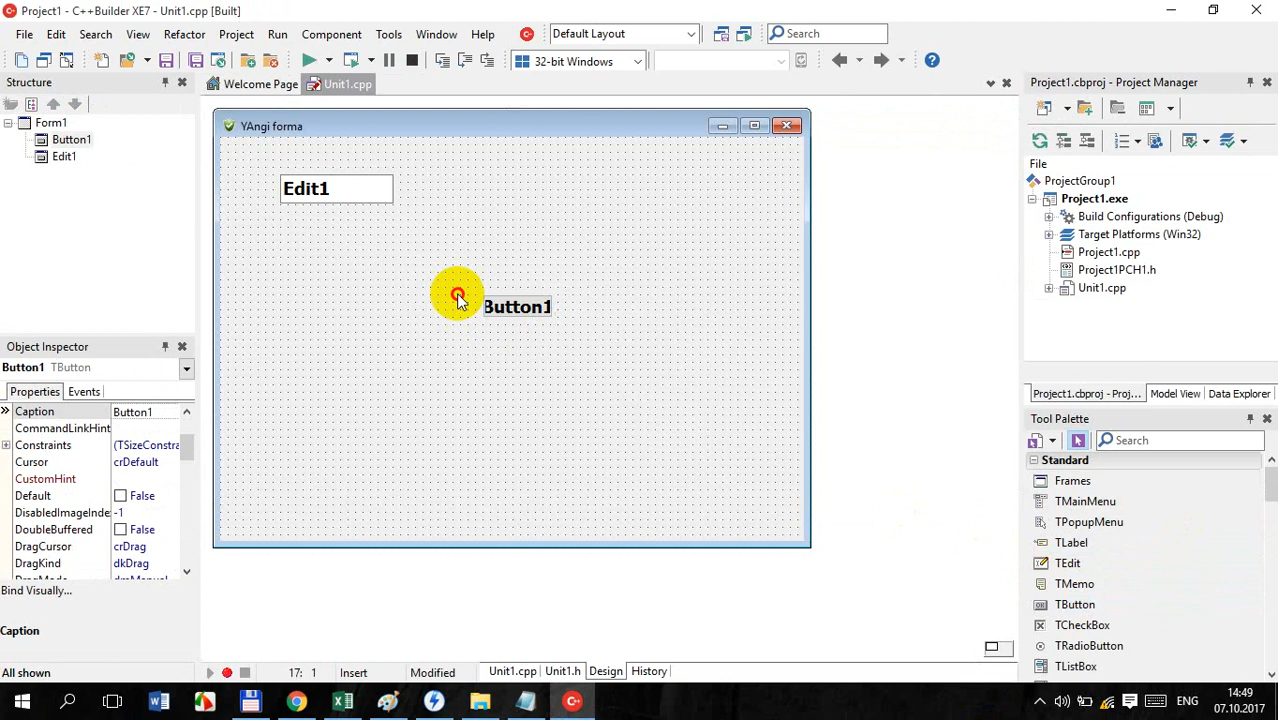 Project1 - C++Builder XE7 - Unit1.cpp [Built]
File Edit Search View Refactor Project Run Component Tools Window Help
Default Layout
Search
32-bit Windows
Structure
Form1
Button1
Edit1
Object Inspector
Button1 TButton
Properties Events
Caption Button1
CommandLinkHint
Constraints (TSizeConstra
Cursor crDefault
CustomHint
Default False
DisabledImageIndex -1
DoubleBuffered False
DragCursor crDrag
DragKind dkDrag
Bind Visually...
Caption
All shown
Welcome Page Unit1.cpp
YAngi forma
Edit1
Button1
17: 1 Insert Modified Unit1.cpp Unit1.h Design History
Project1.cbproj - Project Manager
File
ProjectGroup1
Project1.exe
Build Configurations (Debug)
Target Platforms (Win32)
Project1.cpp
Project1PCH1.h
Unit1.cpp
Project1.cbproj - Proj... Model View Data Explorer
Tool Palette
Search
Standard
Frames
TMainMenu
TPopupMenu
TLabel
TEdit
TMemo
TButton
TCheckBox
TRadioButton
TListBox
ENG
14:49
07.10.2017